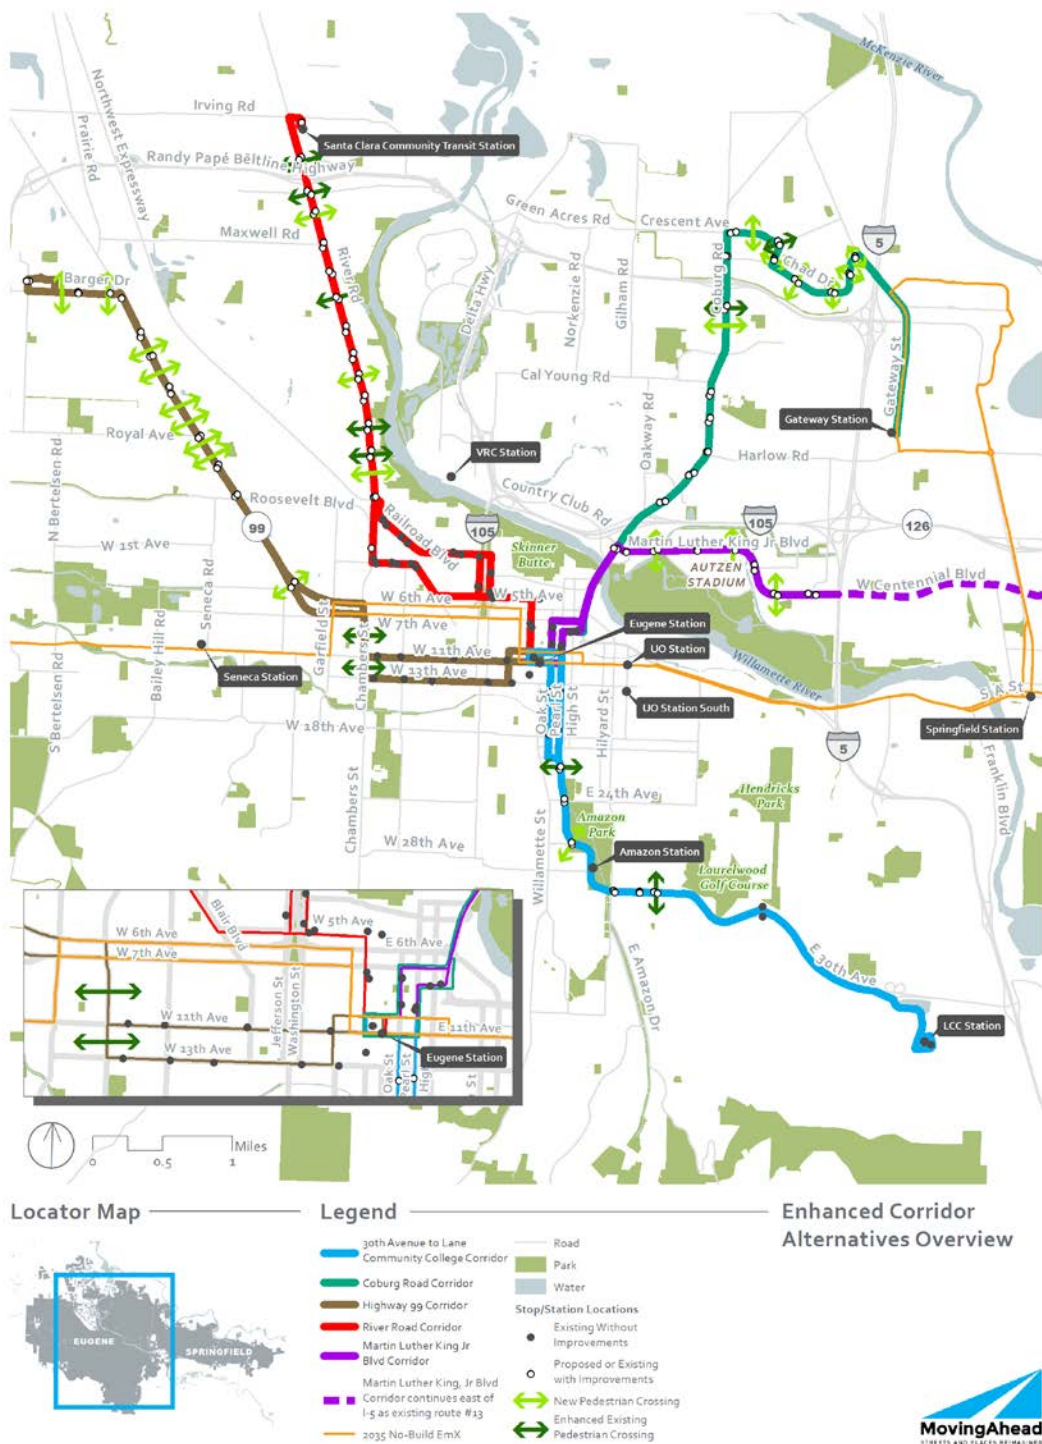 McKenzie River
Irving Rd
Northwest Expressway
Prairie Rd
Santa Clara Community Transit Station
Randy Papé Beltline Highway
Green Acres Rd
Crescent Ave
5
Maxwell Rd
River Rd
Delta Hwy
Norkenzie Rd
Gilham Rd
Coburg Rd
Chad Dr
Barger Dr
Gateway St
Cal Young Rd
Gateway Station
Royal Ave
VRC Station
Oakway Rd
Harlow Rd
N Bertelsen Rd
Roosevelt Blvd
Country Club Rd
99
Railroad Blvd
105
105
126
W 1st Ave
Skinner
Butte
Martin Luther King Jr Blvd
AUTZEN
STADIUM
W Centennial Blvd
Seneca Rd
W 6th Ave
W 5th Ave
W 7th Ave
Eugene Station
Bailey Hill Rd
Garfield St
Chambers St
W 11th Ave
UO Station
W 13th Ave
Seneca Station
Willamette River
S A St
S Bertelsen Rd
Oak St
Pearl St
High St
Hilyard St
UO Station South
Springfield Station
W 18th Ave
5
Franklin Blvd
Chambers St
E 24th Ave
Hendricks
Park
Amazon
Park
W 28th Ave
Willamette St
Amazon Station
Laurelwood
Golf Course
E 30th Ave
E Amazon Dr
LCC Station
Blair Blvd
W 5th Ave
W 6th Ave
E 6th Ave
W 7th Ave
Jefferson St
Washington St
W 11th Ave
E 11th Ave
W 13th Ave
Eugene Station
Oak St
Pearl St
High
St
0 0.5 1 Miles
Locator Map
EUGENE
SPRINGFIELD
Legend
30th Avenue to Lane
Community College Corridor
Coburg Road Corridor
Highway 99 Corridor
River Road Corridor
Martin Luther King Jr
Blvd Corridor
Martin Luther King, Jr Blvd
Corridor continues east of
I-5 as existing route #13
2035 No-Build EmX
Road
Park
Water
Stop/Station Locations
Existing Without
Improvements
Proposed or Existing
with Improvements
New Pedestrian Crossing
Enhanced Existing
Pedestrian Crossing
Enhanced Corridor
Alternatives Overview
MovingAhead
STREETS AND PLACES REIMAGINED